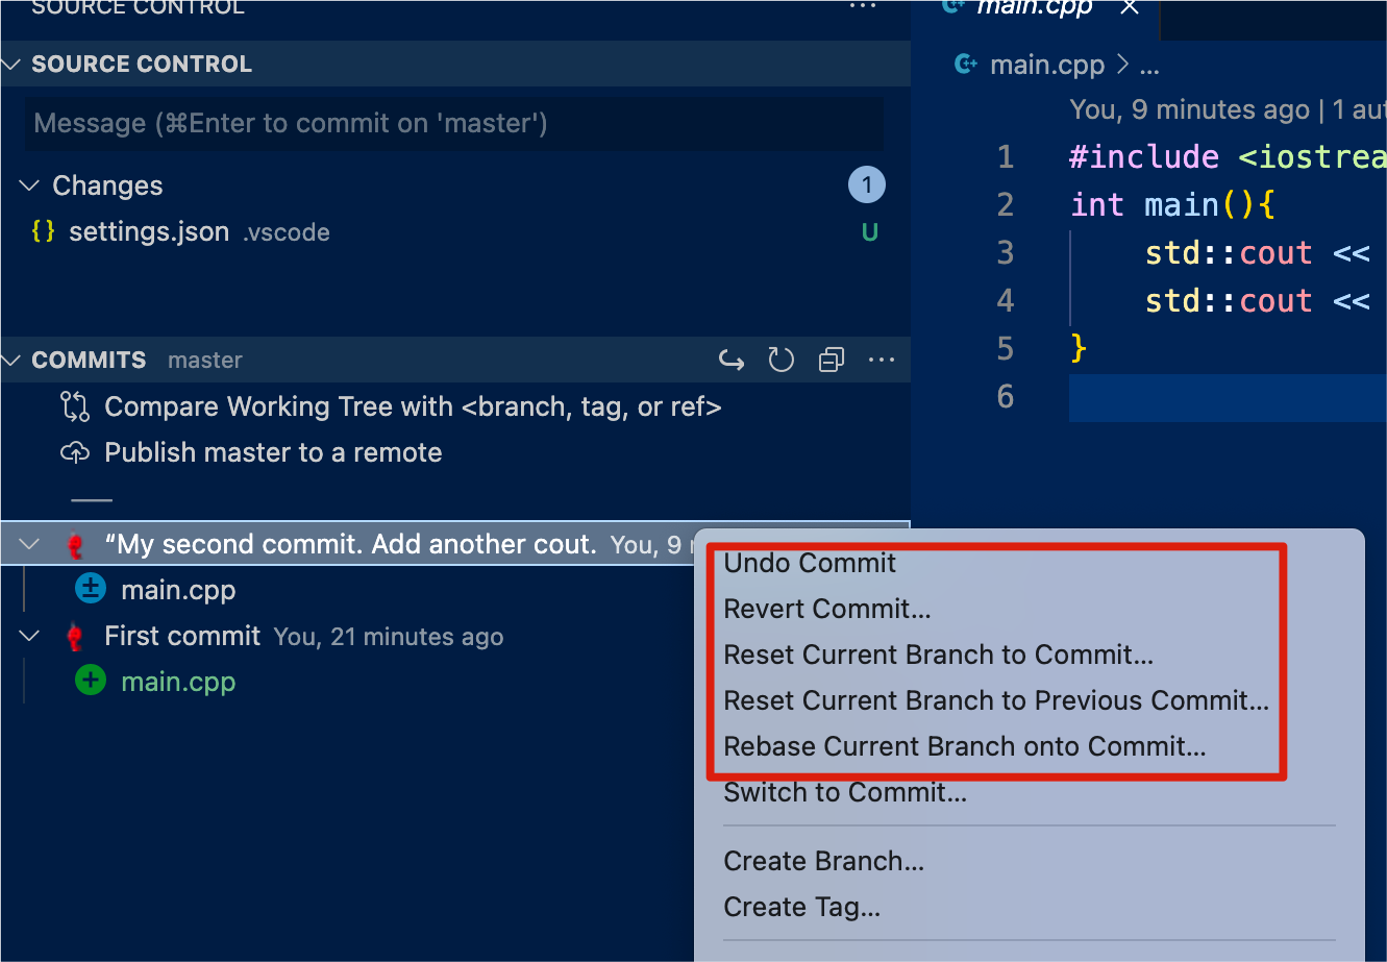 SOURCE CONTROL
SOURCE CONTROL
Message (⌘Enter to commit on 'master')
Changes
1
{} settings.json .vscode
U
COMMITS master
Compare Working Tree with <branch, tag, or ref>
Publish master to a remote
“My second commit. Add another cout. You, 9
main.cpp
First commit You, 21 minutes ago
main.cpp
main.cpp
main.cpp > ...
You, 9 minutes ago | 1 aut
1 #include <iostrea
2 int main(){
3 std::cout <<
4 std::cout <<
5 }
6
Undo Commit
Revert Commit...
Reset Current Branch to Commit...
Reset Current Branch to Previous Commit...
Rebase Current Branch onto Commit...
Switch to Commit...
Create Branch...
Create Tag...